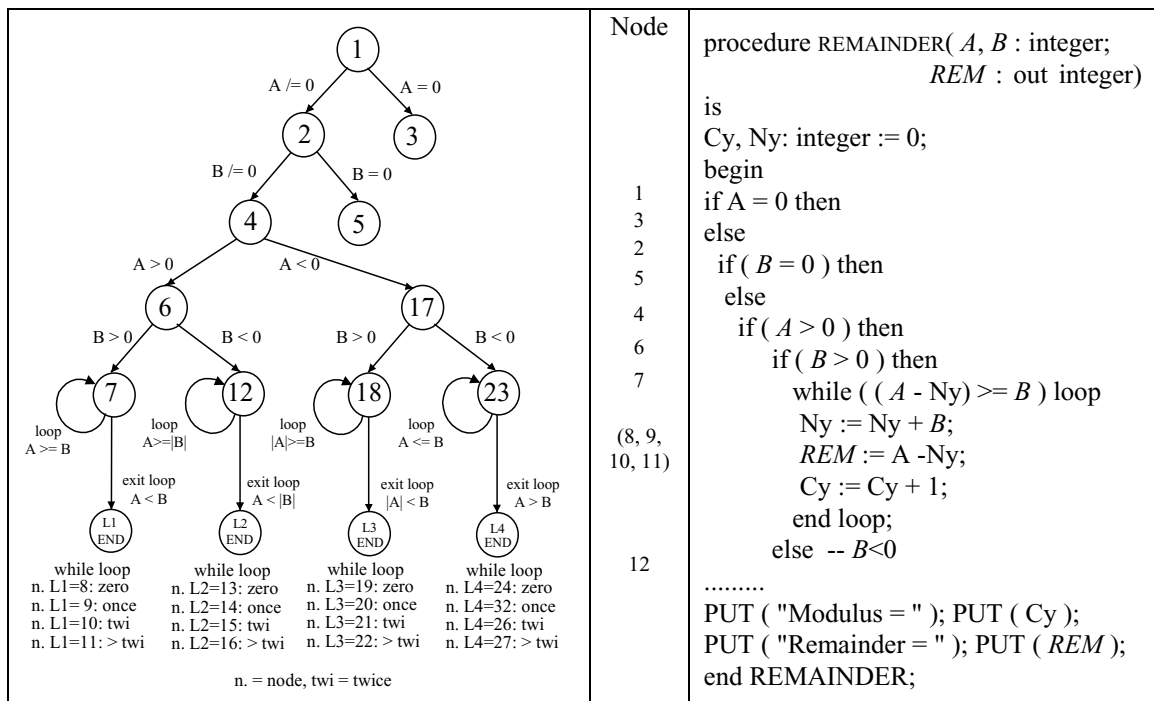 1
A /= 0
A = 0
2
3
B /= 0
B = 0
4
5
A > 0
A < 0
6
17
B > 0
B < 0
B > 0
B < 0
7
12
18
23
loop
A >= B
loop
A>=|B|
loop
|A|>=B
loop
A <= B
exit loop
A < B
exit loop
A < |B|
exit loop
|A| < B
exit loop
A > B
L1
END
L2
END
L3
END
L4
END
while loop
n. L1=8: zero
n. L1= 9: once
n. L1=10: twi
n. L1=11: > twi
while loop
n. L2=13: zero
n. L2=14: once
n. L2=15: twi
n. L2=16: > twi
while loop
n. L3=19: zero
n. L3=20: once
n. L3=21: twi
n. L3=22: > twi
while loop
n. L4=24: zero
n. L4=32: once
n. L4=26: twi
n. L4=27: > twi
n. = node, twi = twice
Node
1
3
2
5
4
6
7
(8, 9,
10, 11)
12
procedure REMAINDER( A, B : integer;
REM : out integer)
is
Cy, Ny: integer := 0;
begin
if A = 0 then
else
if ( B = 0 ) then
else
if ( A > 0 ) then
if ( B > 0 ) then
while ( ( A - Ny) >= B ) loop
Ny := Ny + B;
REM := A -Ny;
Cy := Cy + 1;
end loop;
else -- B<0
.........
PUT ( "Modulus = " ); PUT ( Cy );
PUT ( "Remainder = " ); PUT ( REM );
end REMAINDER;